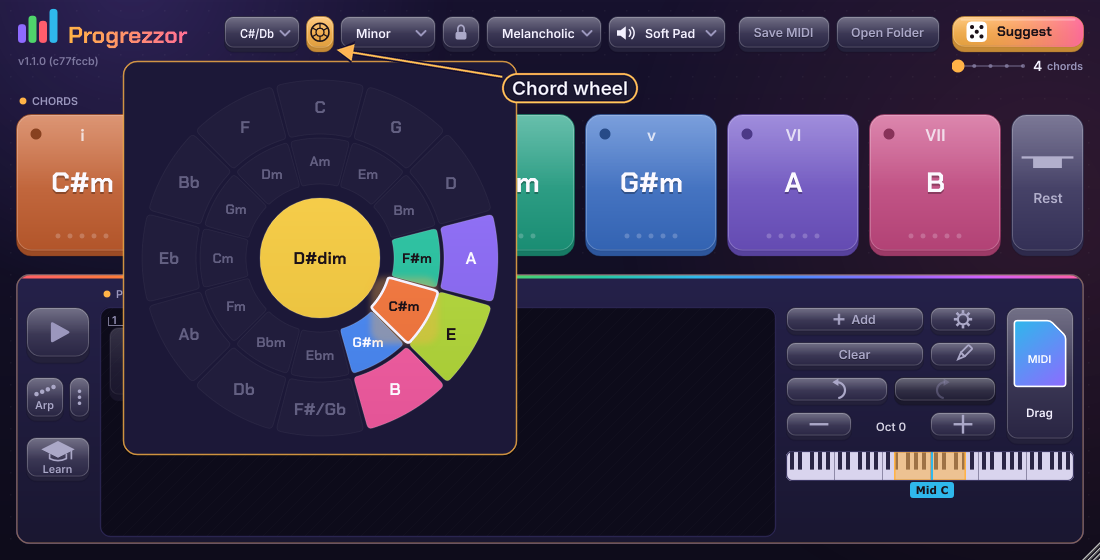 Progrezzor
v1.1.0 (c77fccb)
C#/Db
Minor
Melancholic
Soft Pad
Save MIDI
Open Folder
Suggest
4 chords
Chord wheel
CHORDS
i
C#m
m
v
G#m
VI
A
VII
B
Rest
C
G
D
A
E
B
F#/Gb
Db
Ab
Eb
Bb
F
Am
Em
Bm
F#m
C#m
G#m
Ebm
Bbm
Fm
Cm
Gm
Dm
D#dim
P
1
Arp
Learn
Add
Clear
Oct 0
MIDI
Drag
Mid C